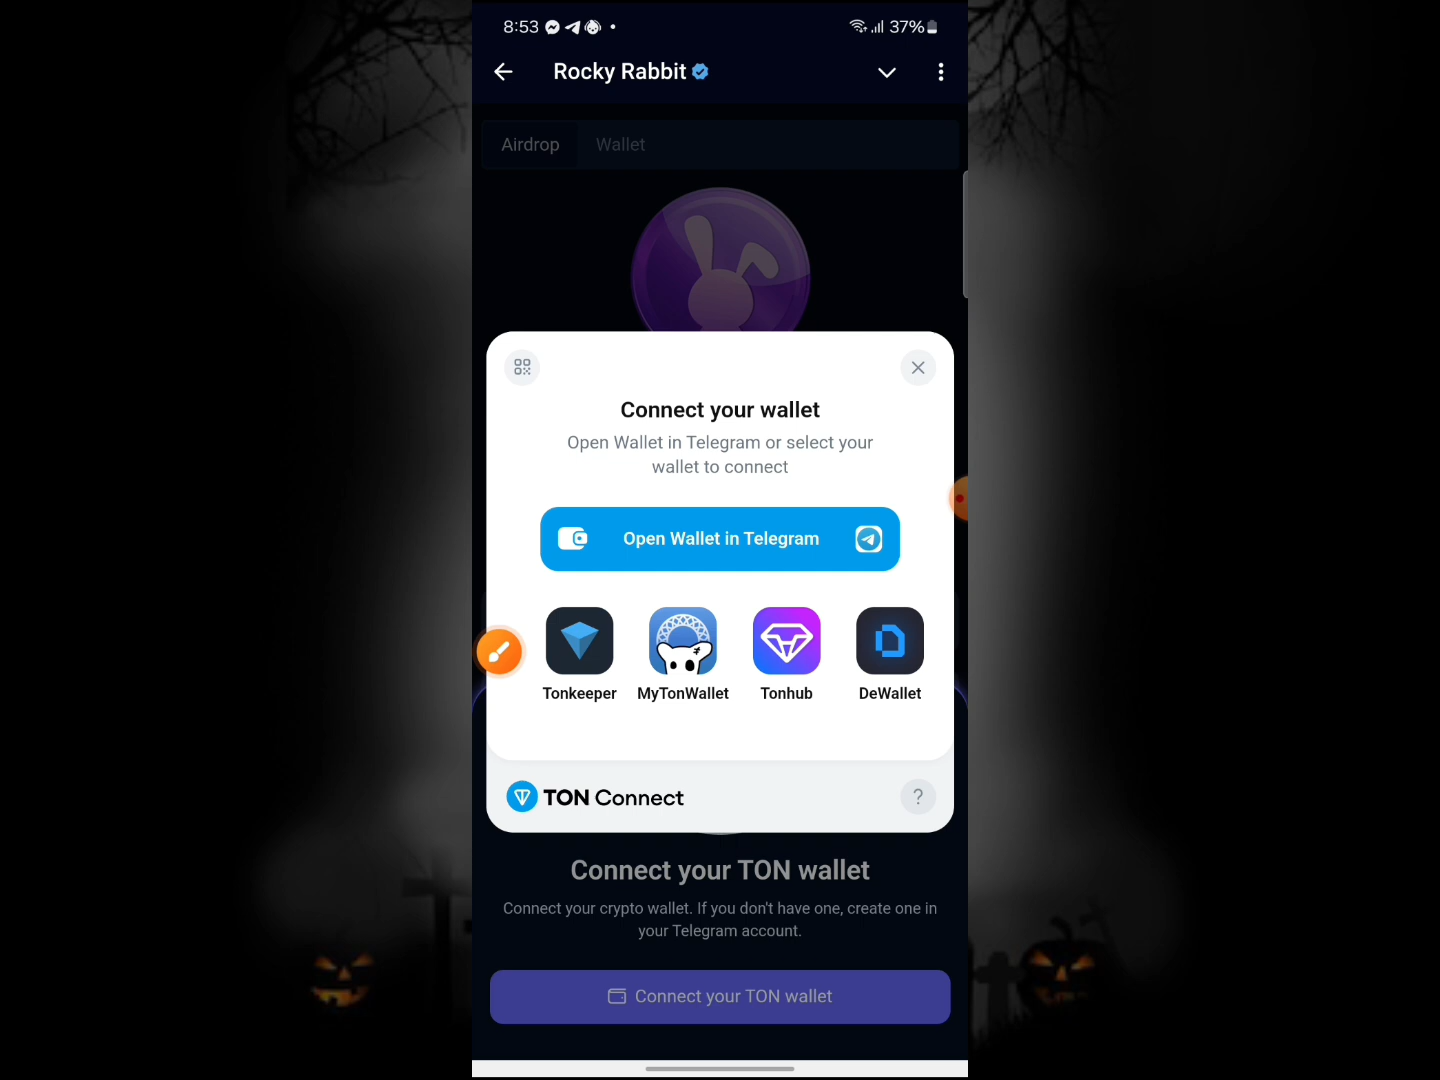 8:53
37%
Rocky Rabbit
Airdrop
Wallet
Connect your wallet
Open Wallet in Telegram or select your
wallet to connect
Open Wallet in Telegram
Tonkeeper
MyTonWallet
Tonhub
DeWallet
TON Connect
?
Connect your TON wallet
Connect your crypto wallet. If you don't have one, create one in
your Telegram account.
Connect your TON wallet